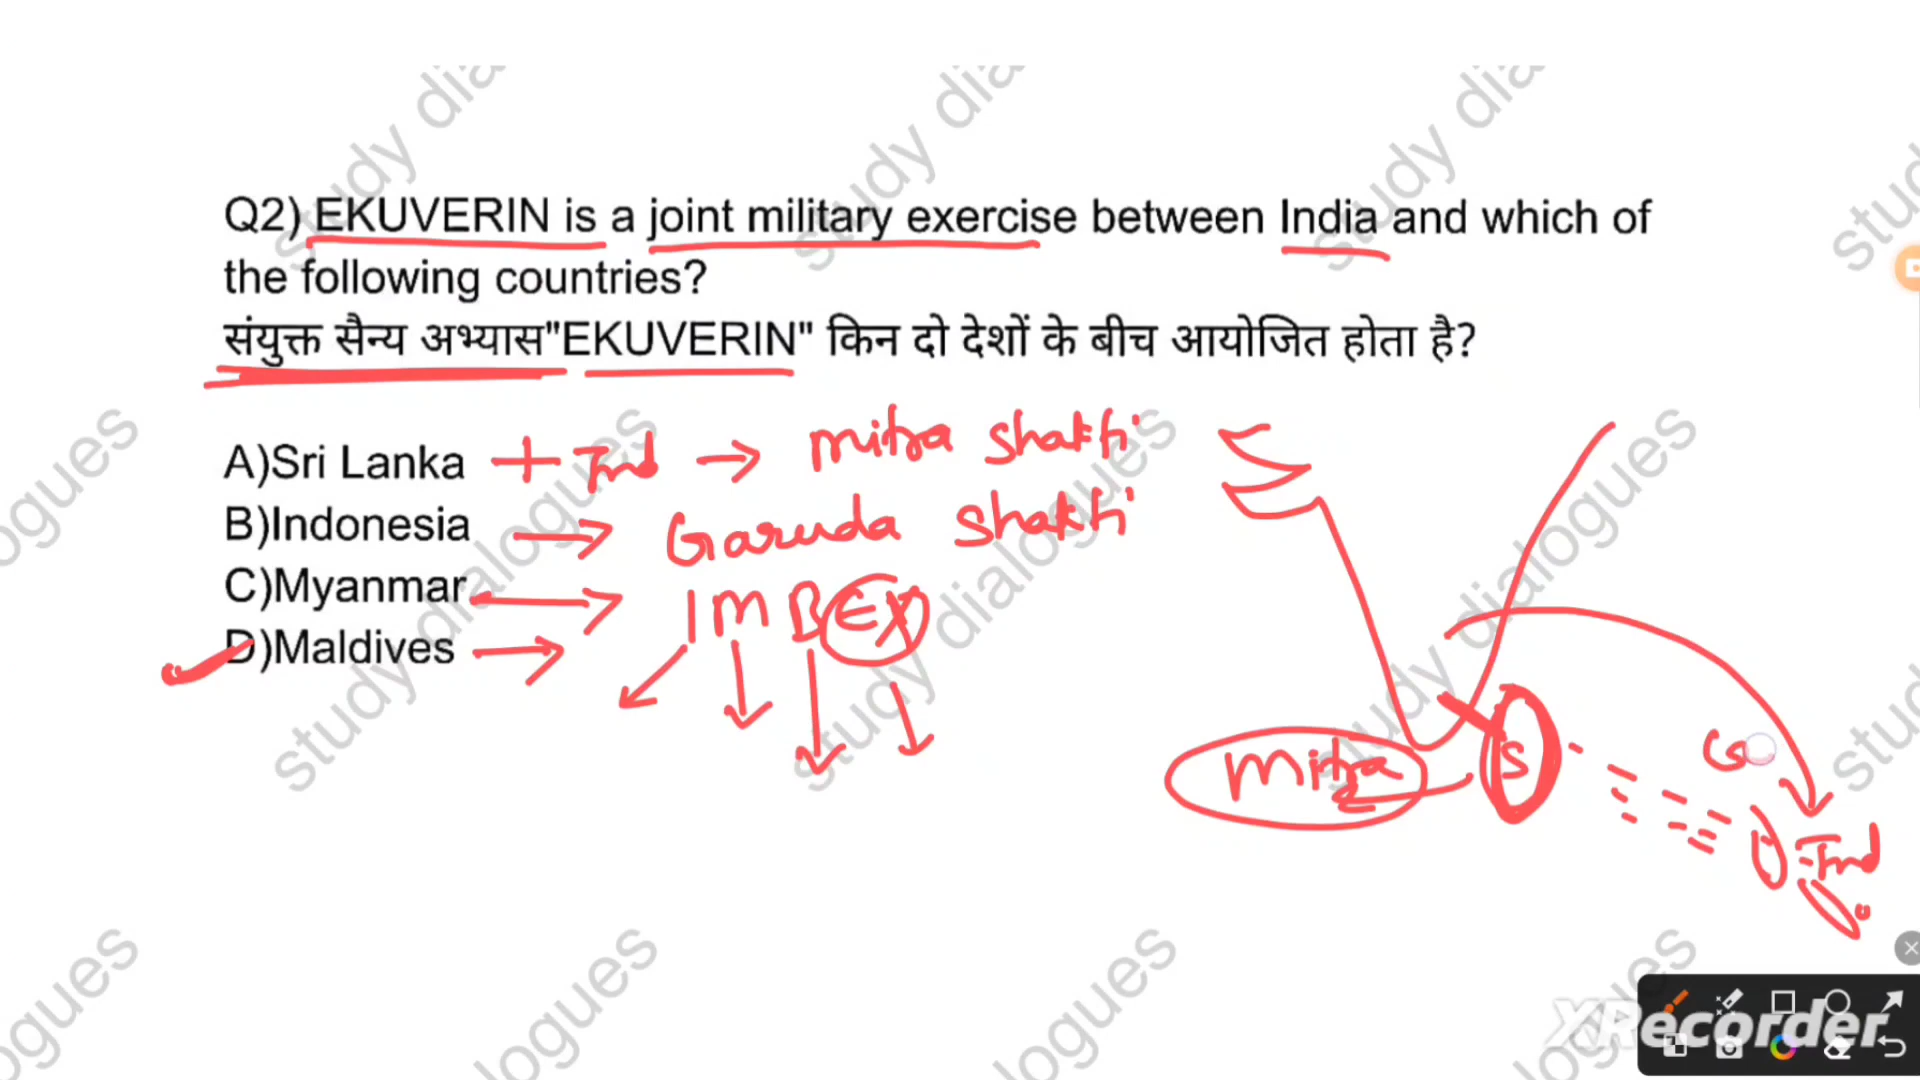 Q2) EKUVERIN is a joint military exercise between India and which of
the following countries?
संयुक्त सैन्य अभ्यास"EKUVERIN" किन दो देशों के बीच आयोजित होता है?
A)Sri Lanka + Ind → Mitra Shakti
B)Indonesia → Garuda Shakti
C)Myanmar → IMBEX
D)Maldives →
Mitra
S
Ind
study dialogues
XRecorder